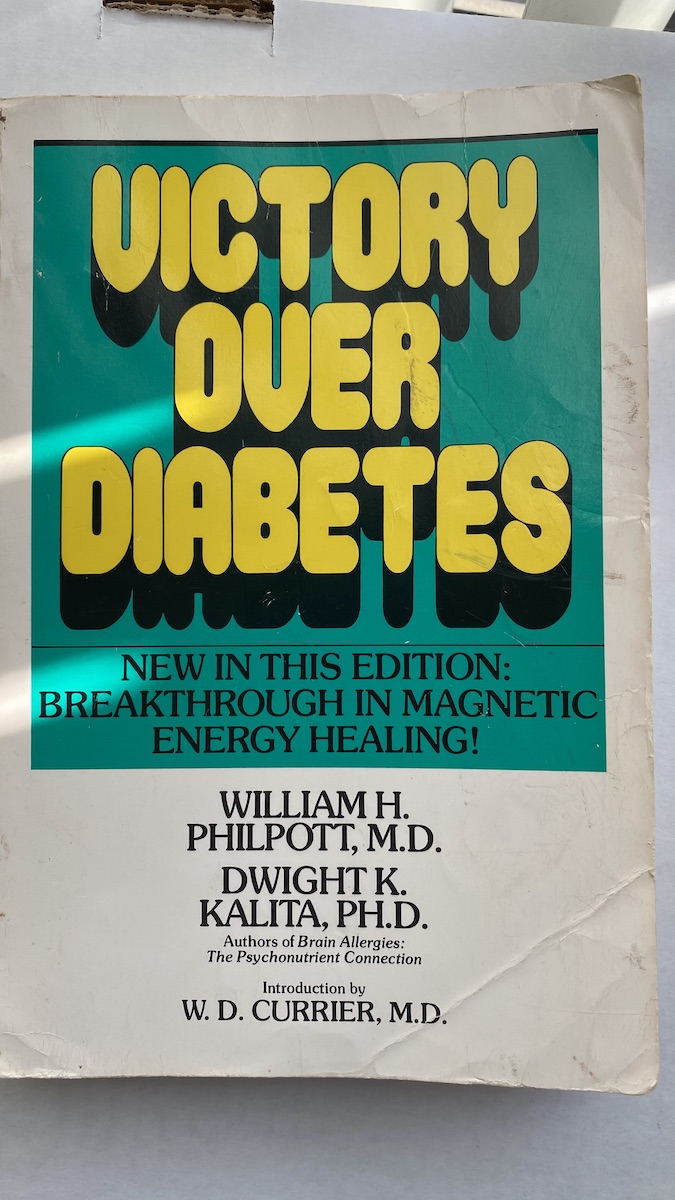 VICTORY
OVER
DIABETES
NEW IN THIS EDITION:
BREAKTHROUGH IN MAGNETIC
ENERGY HEALING!
WILLIAM H.
PHILPOTT, M.D.
DWIGHT K.
KALITA, PH.D.
Authors of Brain Allergies:
The Psychonutrient Connection
Introduction by
W. D. CURRIER, M.D.